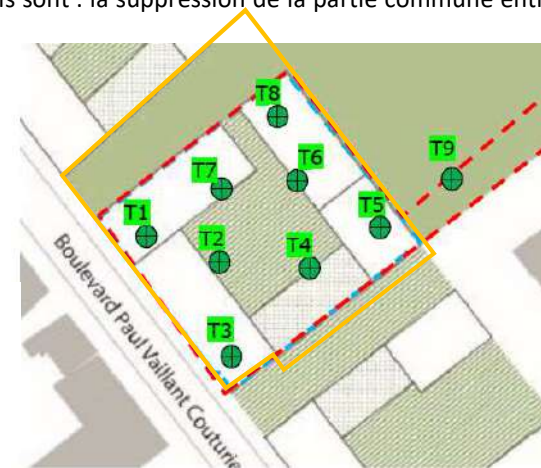 is sont : la suppression de la partie commune ent
T8
T9
T7
T6
T1
T5
T2
T4
T3
Boulevard Paul Vaillant Couturie